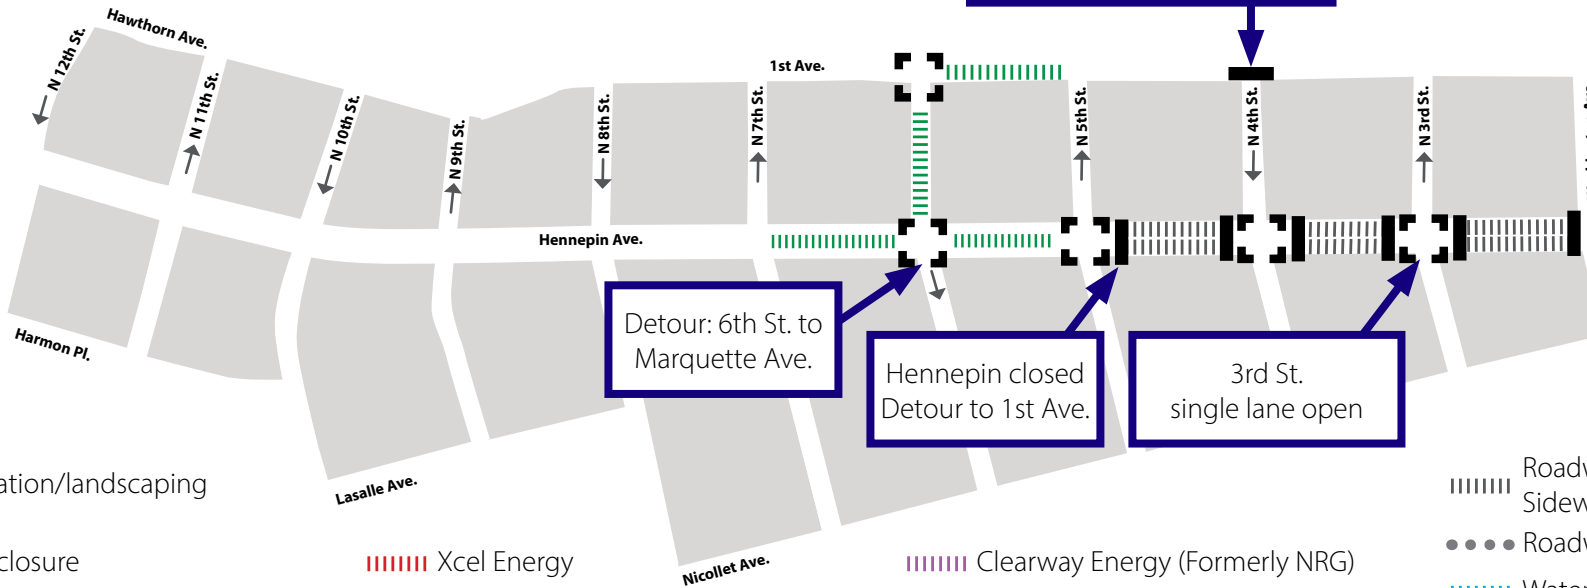 Hawthorn Ave.
N 12th St.
N 11th St.
N 10th St.
N 9th St.
N 8th St.
N 7th St.
1st Ave.
N 5th St.
N 4th St.
N 3rd St.
Hennepin Ave.
Harmon Pl.
Detour: 6th St. to
Marquette Ave.
Hennepin closed
Detour to 1st Ave.
3rd St.
single lane open
Lasalle Ave.
Nicollet Ave.
ation/landscaping
closure
Xcel Energy
Clearway Energy (Formerly NRG)
Roadw
Sidew
Roadw
Water